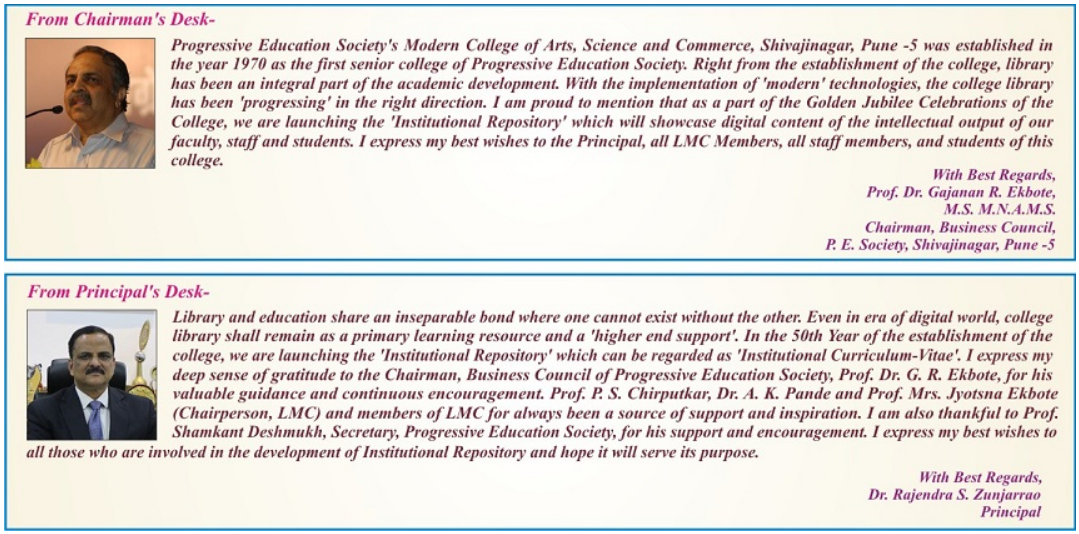 From Chairman's Desk-
Progressive Education Society's Modern College of Arts, Science and Commerce, Shivajinagar, Pune -5 was established in
the year 1970 as the first senior college of Progressive Education Society. Right from the establishment of the college, library
has been an integral part of the academic development. With the implementation of 'modern' technologies, the college library
has been 'progressing' in the right direction. I am proud to mention that as a part of the Golden Jubilee Celebrations of the
College, we are launching the 'Institutional Repository' which will showcase digital content of the intellectual output of our
faculty, staff and students. I express my best wishes to the Principal, all LMC Members, all staff members, and students of this
college.
With Best Regards,
Prof. Dr. Gajanan R. Ekbote,
M.S. M.N.A.M.S.
Chairman, Business Council,
P. E. Society, Shivajinagar, Pune -5
From Principal's Desk-
Library and education share an inseparable bond where one cannot exist without the other. Even in era of digital world, college
library shall remain as a primary learning resource and a 'higher end support'. In the 50th Year of the establishment of the
college, we are launching the 'Institutional Repository' which can be regarded as 'Institutional Curriculum-Vitae'. I express my
deep sense of gratitude to the Chairman, Business Council of Progressive Education Society, Prof. Dr. G. R. Ekbote, for his
valuable guidance and continuous encouragement. Prof. P. S. Chirputkar, Dr. A. K. Pande and Prof. Mrs. Jyotsna Ekbote
(Chairperson, LMC) and members of LMC for always been a source of support and inspiration. I am also thankful to Prof.
Shamkant Deshmukh, Secretary, Progressive Education Society, for his support and encouragement. I express my best wishes to
all those who are involved in the development of Institutional Repository and hope it will serve its purpose.
With Best Regards,
Dr. Rajendra S. Zunjarrao
Principal